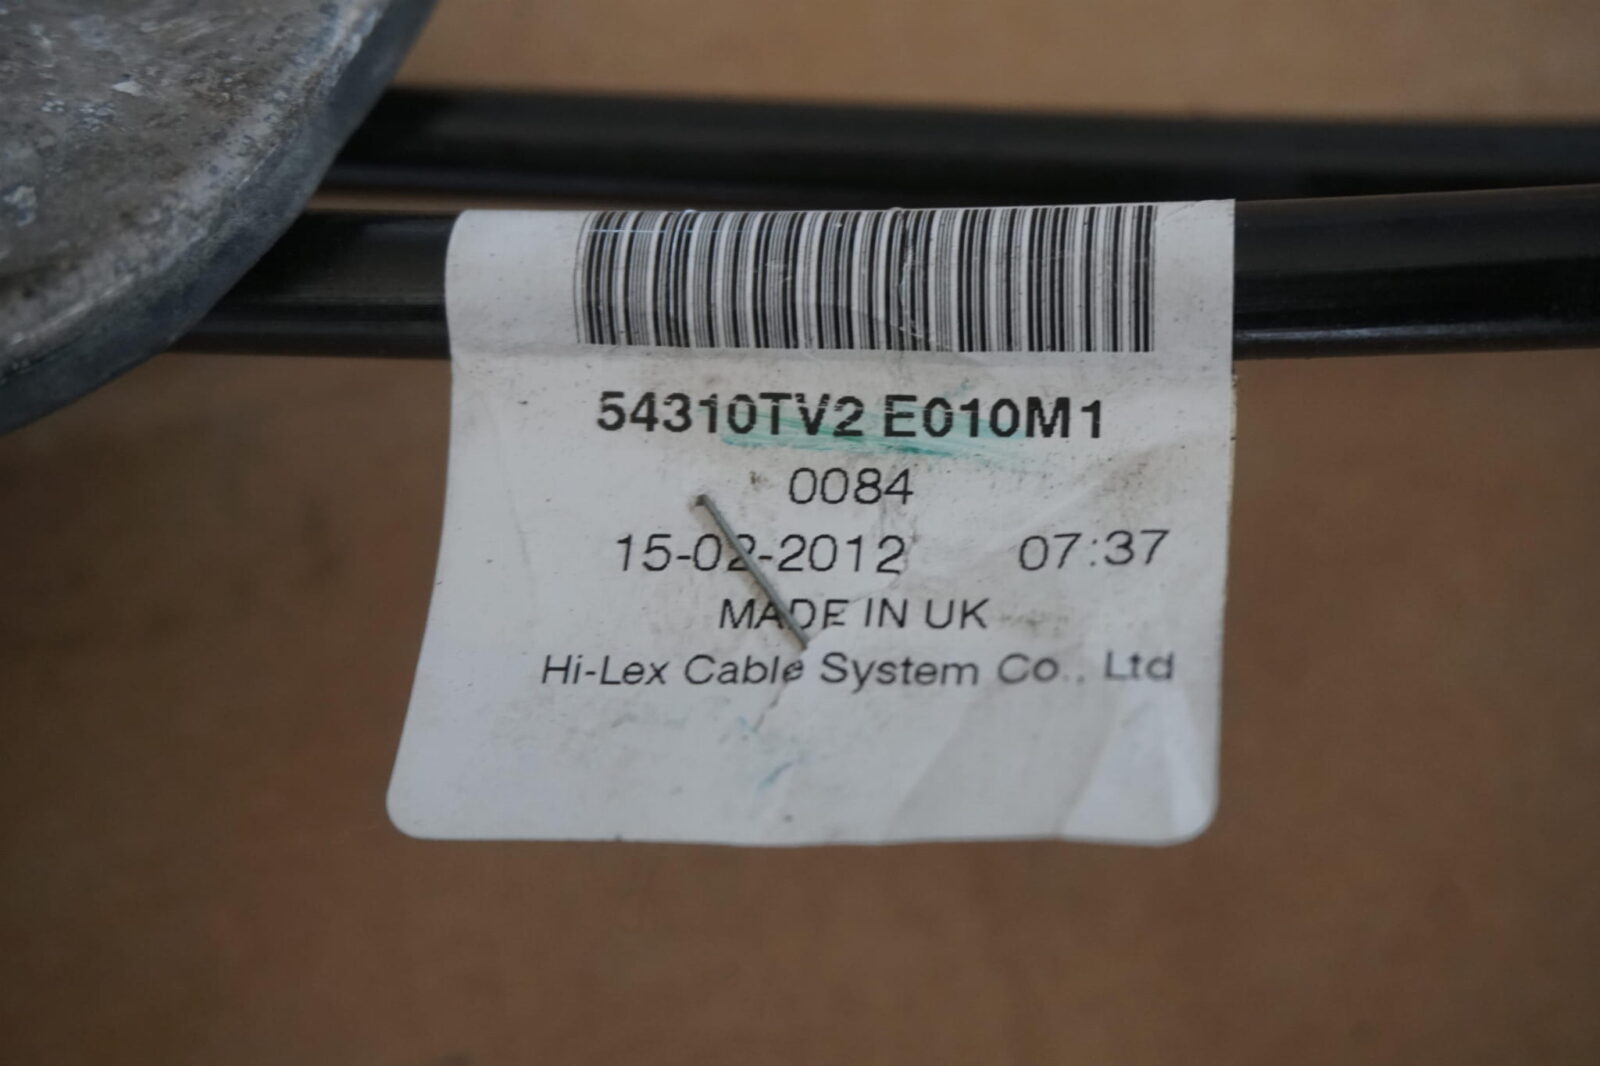 54310TV2 E010M1
0084
15-02-2012 07:37
MADE IN UK
Hi-Lex Cable System Co., Ltd